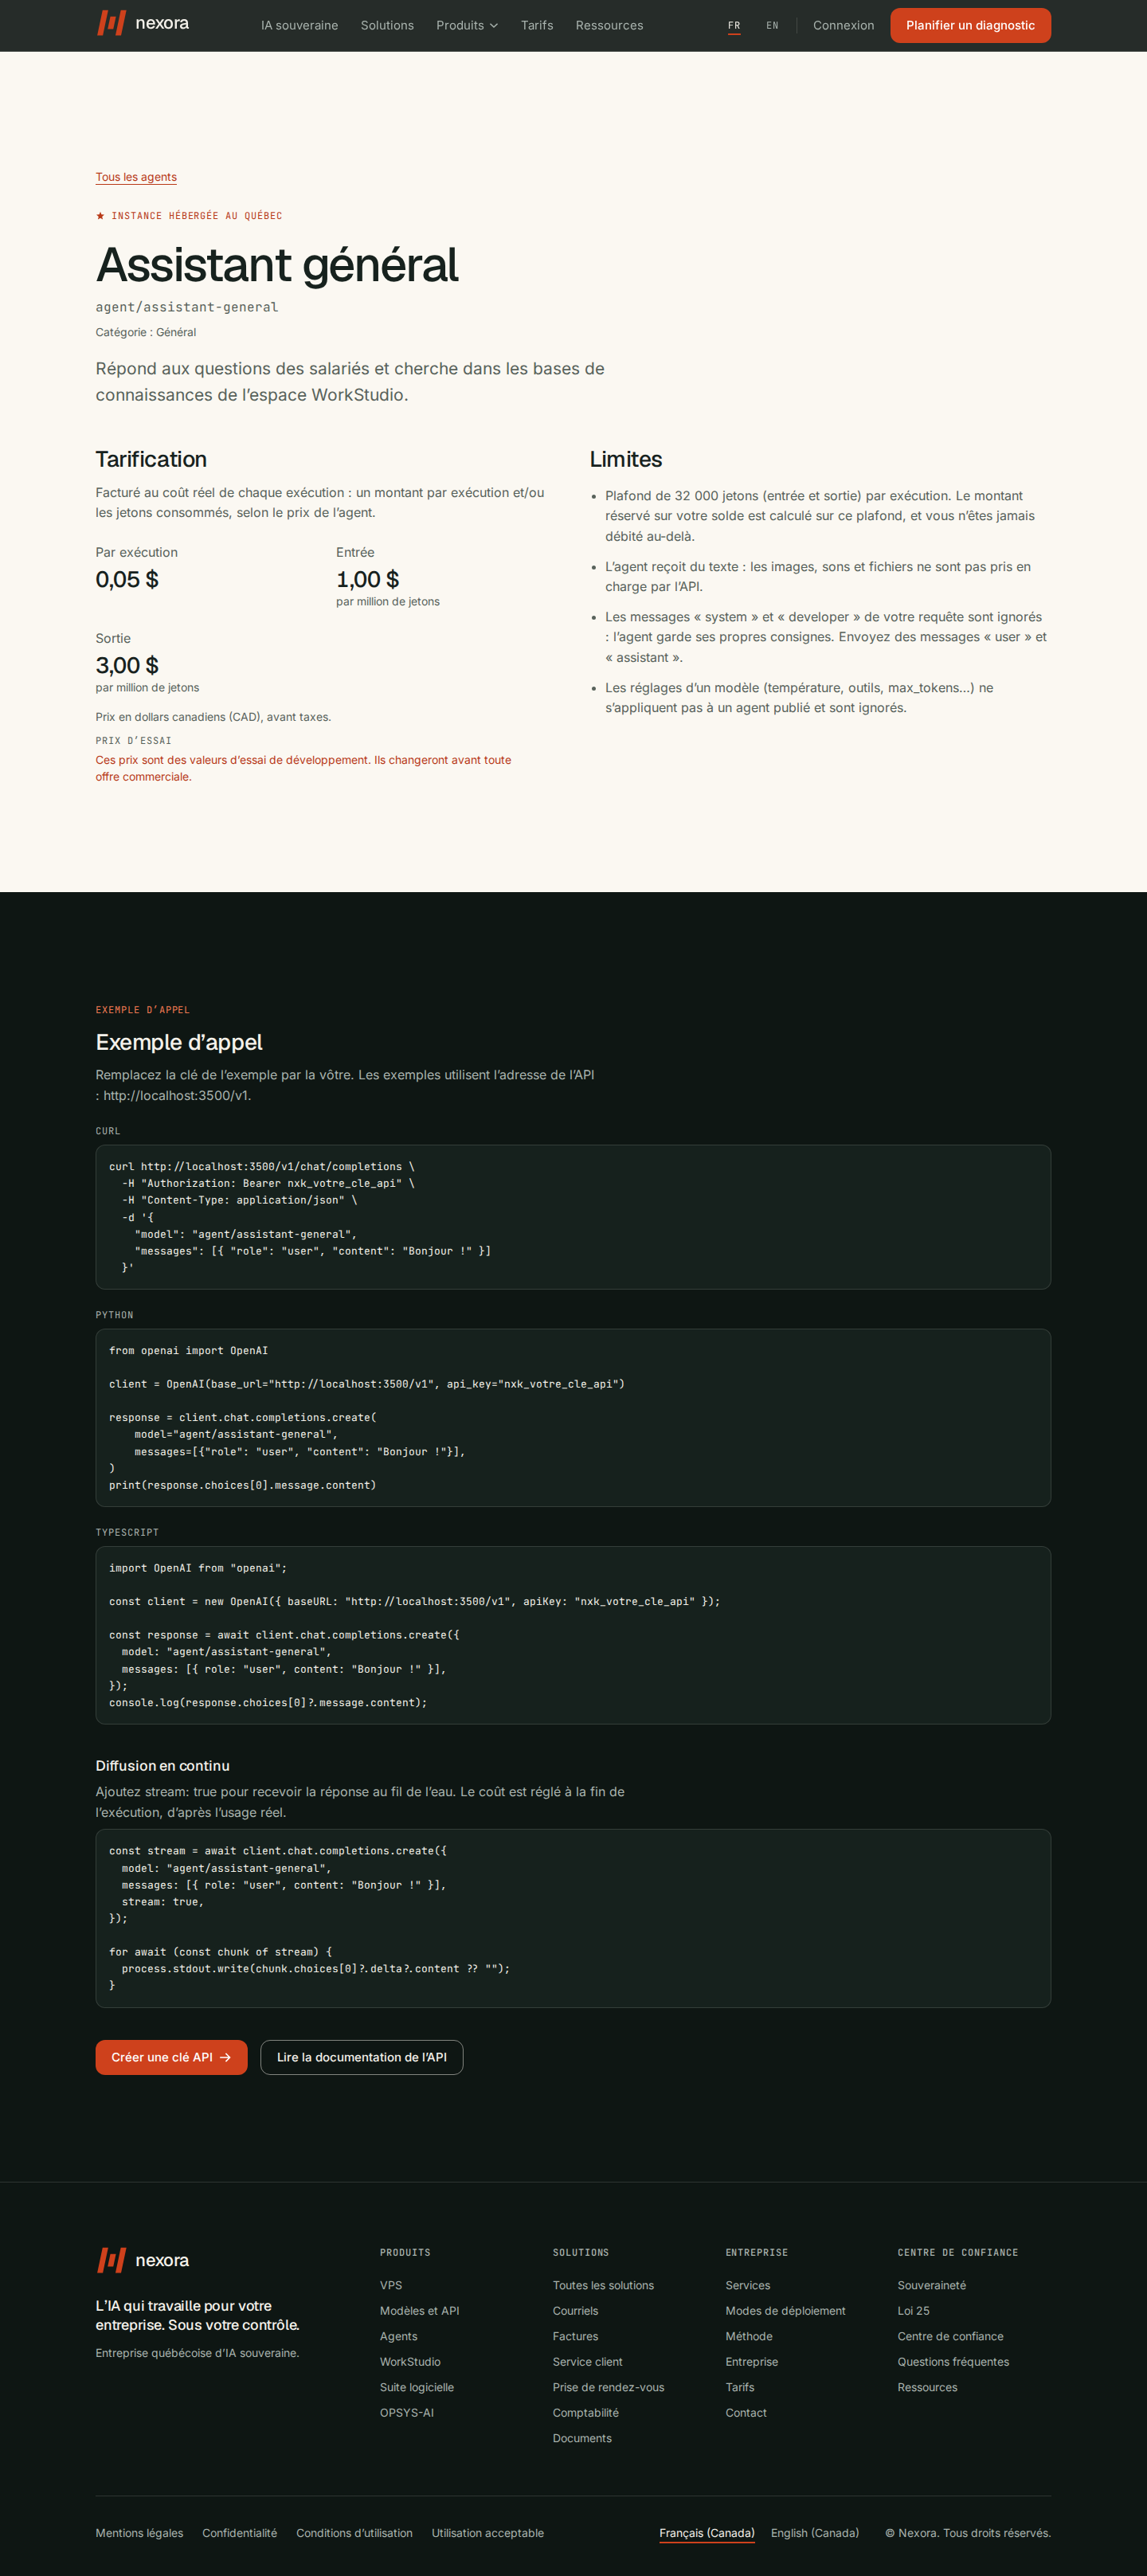 nexora
IA souveraine
Solutions
Produits
Tarifs
Ressources
FR
EN
Connexion
Planifier un diagnostic
Tous les agents
★ INSTANCE HÉBERGÉE AU QUÉBEC
Assistant général
agent/assistant-general
Catégorie : Général
Répond aux questions des salariés et cherche dans les bases de
connaissances de l’espace WorkStudio.
Tarification
Facturé au coût réel de chaque exécution : un montant par exécution et/ou
les jetons consommés, selon le prix de l’agent.
Par exécution
0,05 $
Entrée
1,00 $
par million de jetons
Sortie
3,00 $
par million de jetons
Prix en dollars canadiens (CAD), avant taxes.
PRIX D’ESSAI
Ces prix sont des valeurs d’essai de développement. Ils changeront avant toute
offre commerciale.
Limites
• Plafond de 32 000 jetons (entrée et sortie) par exécution. Le montant
réservé sur votre solde est calculé sur ce plafond, et vous n’êtes jamais
débité au-delà.
• L’agent reçoit du texte : les images, sons et fichiers ne sont pas pris en
charge par l’API.
• Les messages « system » et « developer » de votre requête sont ignorés
: l’agent garde ses propres consignes. Envoyez des messages « user » et
« assistant ».
• Les réglages d’un modèle (température, outils, max_tokens…) ne
s’appliquent pas à un agent publié et sont ignorés.
EXEMPLE D’APPEL
Exemple d’appel
Remplacez la clé de l’exemple par la vôtre. Les exemples utilisent l’adresse de l’API
: http://localhost:3500/v1.
CURL
curl http://localhost:3500/v1/chat/completions \
  -H "Authorization: Bearer nxk_votre_cle_api" \
  -H "Content-Type: application/json" \
  -d '{
    "model": "agent/assistant-general",
    "messages": [{ "role": "user", "content": "Bonjour !" }]
  }'
PYTHON
from openai import OpenAI
client = OpenAI(base_url="http://localhost:3500/v1", api_key="nxk_votre_cle_api")
response = client.chat.completions.create(
    model="agent/assistant-general",
    messages=[{"role": "user", "content": "Bonjour !"}],
)
print(response.choices[0].message.content)
TYPESCRIPT
import OpenAI from "openai";
const client = new OpenAI({ baseURL: "http://localhost:3500/v1", apiKey: "nxk_votre_cle_api" });
const response = await client.chat.completions.create({
  model: "agent/assistant-general",
  messages: [{ role: "user", content: "Bonjour !" }],
});
console.log(response.choices[0]?.message.content);
Diffusion en continu
Ajoutez stream: true pour recevoir la réponse au fil de l’eau. Le coût est réglé à la fin de
l’exécution, d’après l’usage réel.
const stream = await client.chat.completions.create({
  model: "agent/assistant-general",
  messages: [{ role: "user", content: "Bonjour !" }],
  stream: true,
});
for await (const chunk of stream) {
  process.stdout.write(chunk.choices[0]?.delta?.content ?? "");
}
Créer une clé API →
Lire la documentation de l’API
nexora
L’IA qui travaille pour votre
entreprise. Sous votre contrôle.
Entreprise québécoise d’IA souveraine.
PRODUITS
VPS
Modèles et API
Agents
WorkStudio
Suite logicielle
OPSYS-AI
SOLUTIONS
Toutes les solutions
Courriels
Factures
Service client
Prise de rendez-vous
Comptabilité
Documents
ENTREPRISE
Services
Modes de déploiement
Méthode
Entreprise
Tarifs
Contact
CENTRE DE CONFIANCE
Souveraineté
Loi 25
Centre de confiance
Questions fréquentes
Ressources
Mentions légales
Confidentialité
Conditions d’utilisation
Utilisation acceptable
Français (Canada)
English (Canada)
© Nexora. Tous droits réservés.